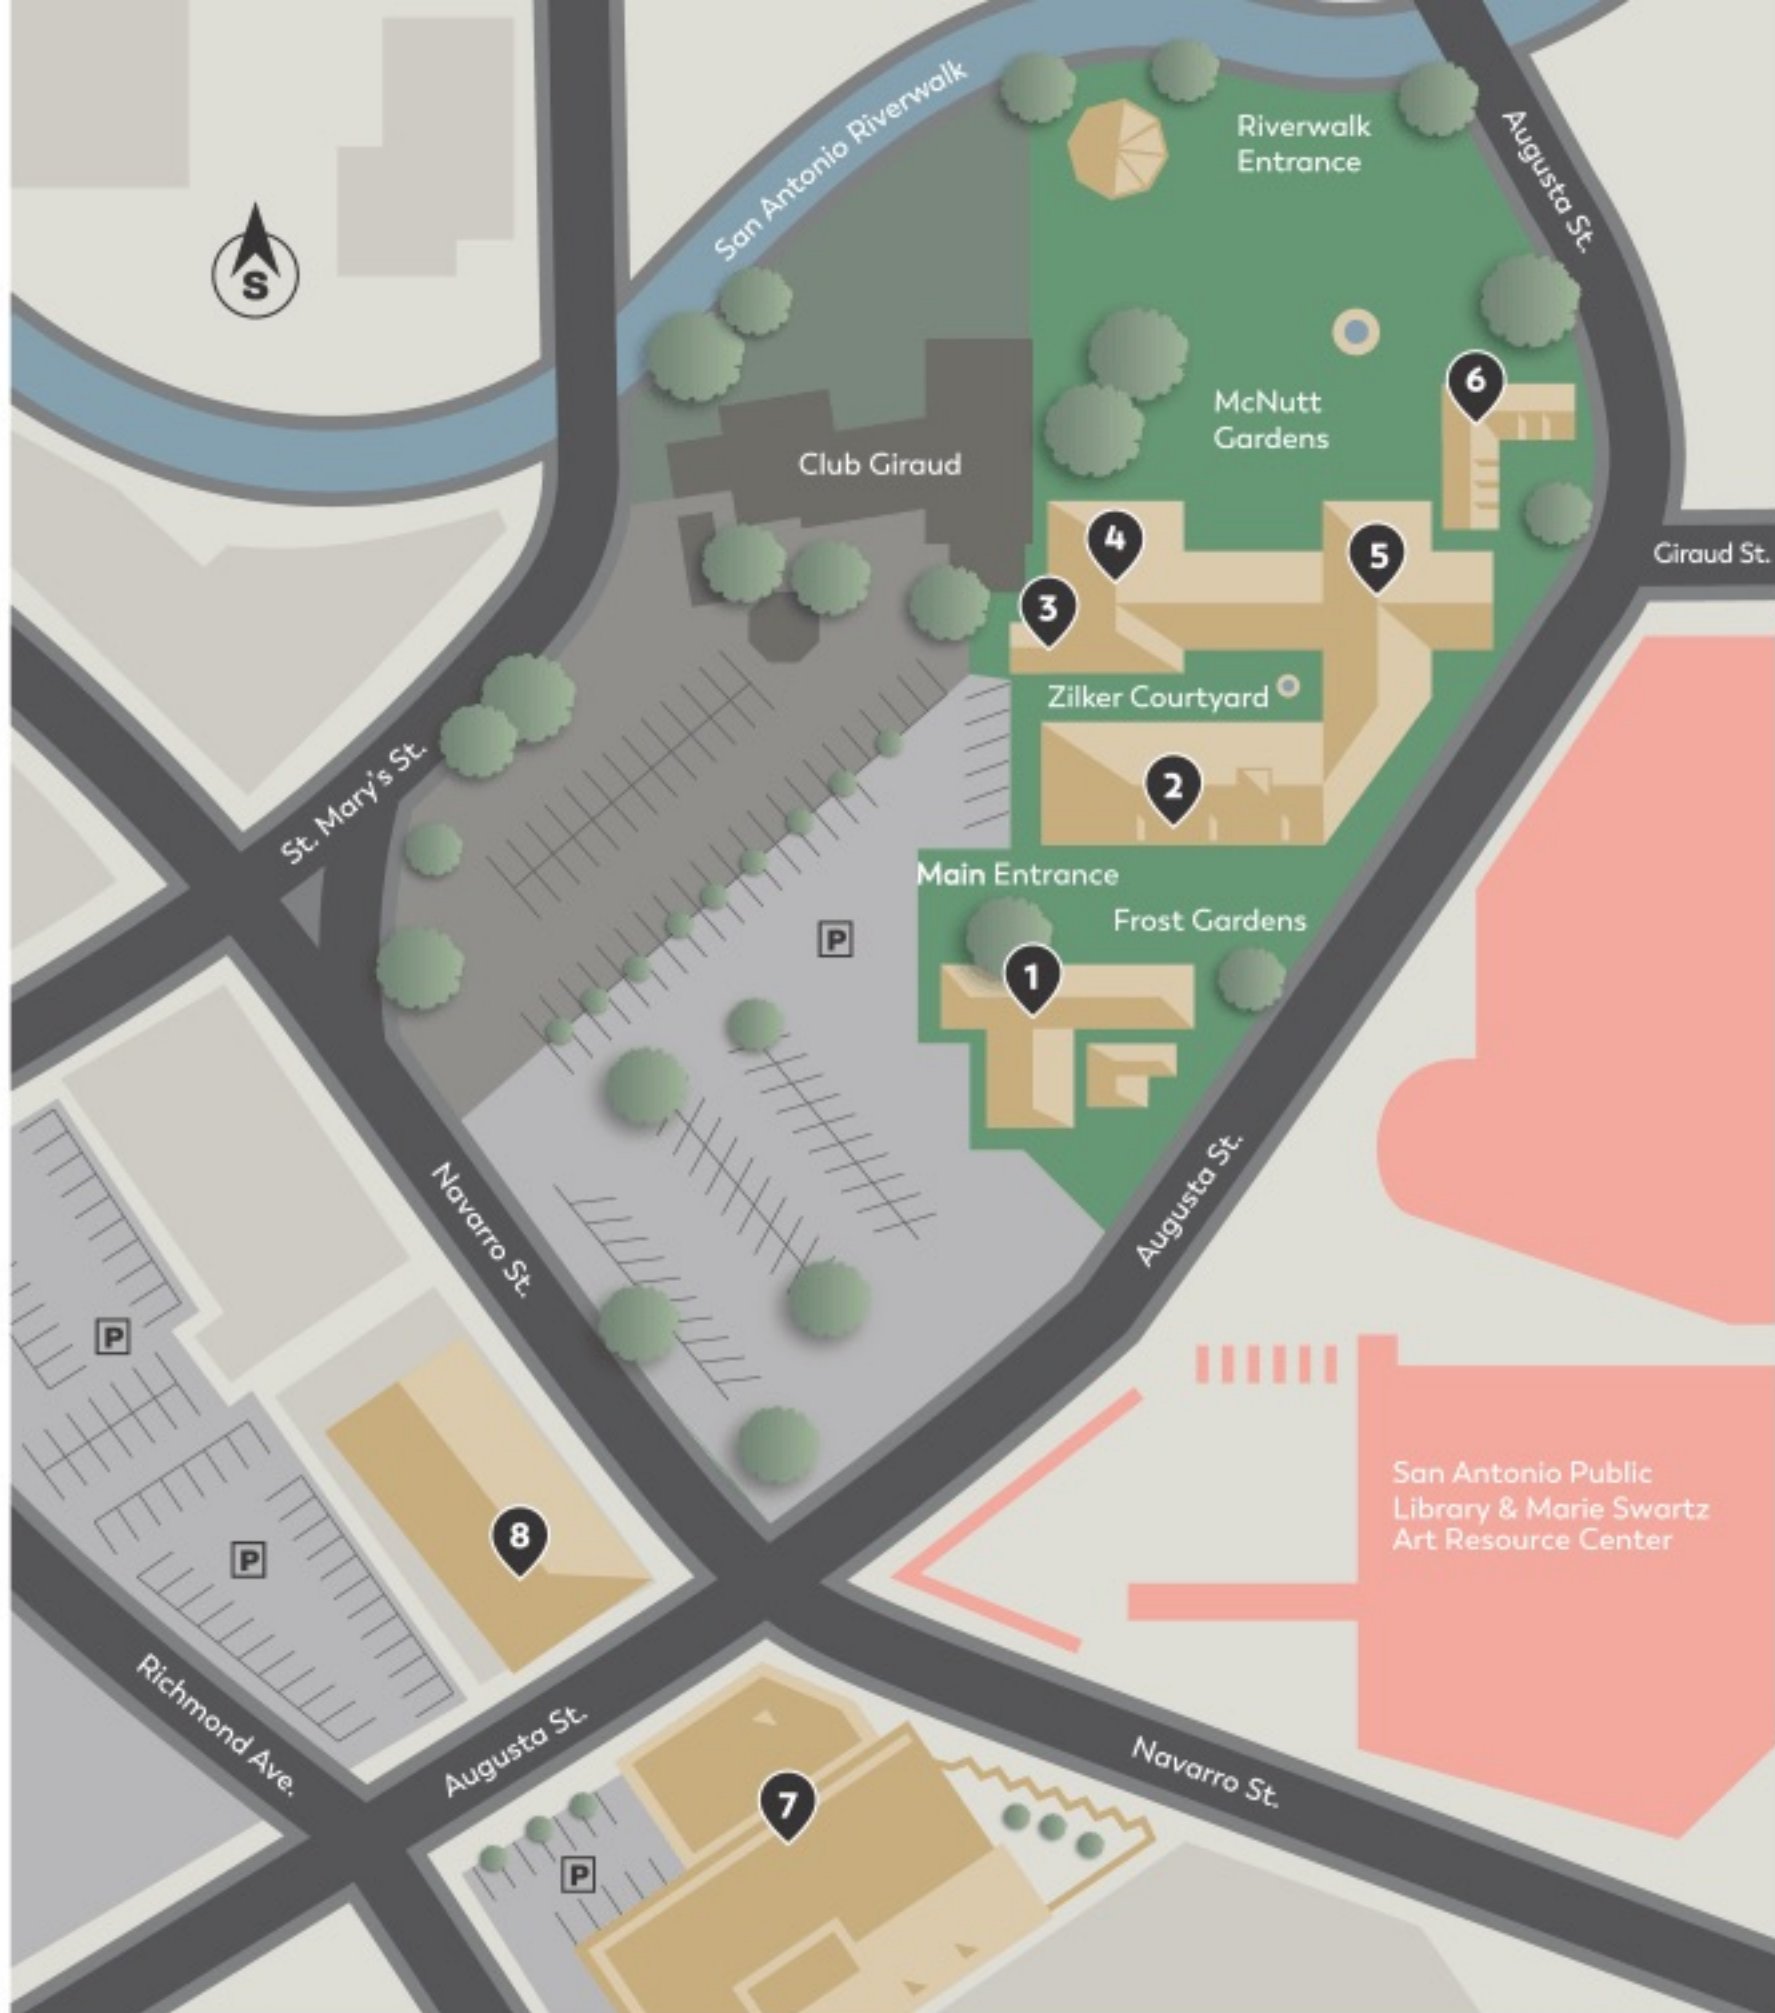 San Antonio Riverwalk
Riverwalk
Entrance
Augusta St.
S
6
McNutt
Gardens
Club Giraud
4
5
Giraud St.
3
Zilker Courtyard
St. Mary's St.
2
Main Entrance
Frost Gardens
P
1
Navarro St.
Augusta St.
P
San Antonio Public
Library & Marie Swartz
Art Resource Center
8
P
Richmond Ave.
Augusta St.
Navarro St.
7
P